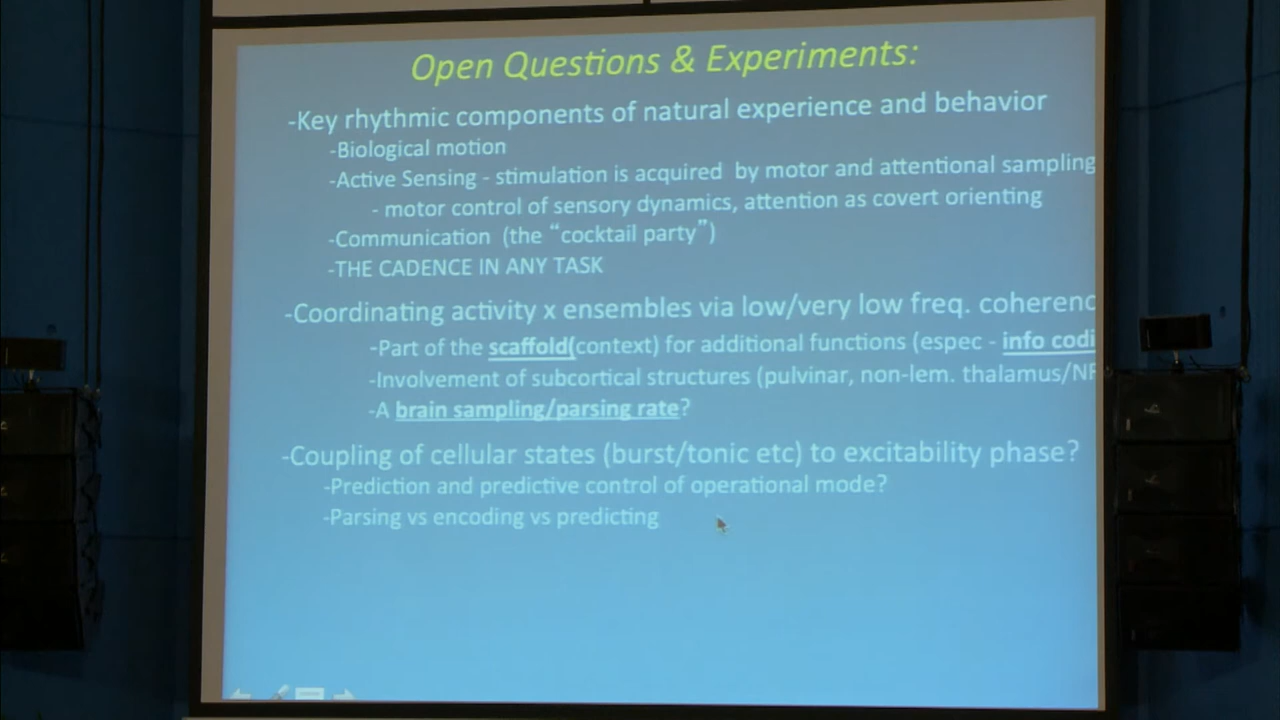 Open Questions & Experiments:
-Key rhythmic components of natural experience and behavior
-Biological motion
-Active Sensing - stimulation is acquired by motor and attentional sampling
- motor control of sensory dynamics, attention as covert orienting
-Communication (the “cocktail party”)
-THE CADENCE IN ANY TASK
-Coordinating activity x ensembles via low/very low freq. coherenc
-Part of the scaffold(context) for additional functions (espec - info codi
-Involvement of subcortical structures (pulvinar, non-lem. thalamus/NR
-A brain sampling/parsing rate?
-Coupling of cellular states (burst/tonic etc) to excitability phase?
-Prediction and predictive control of operational mode?
-Parsing vs encoding vs predicting